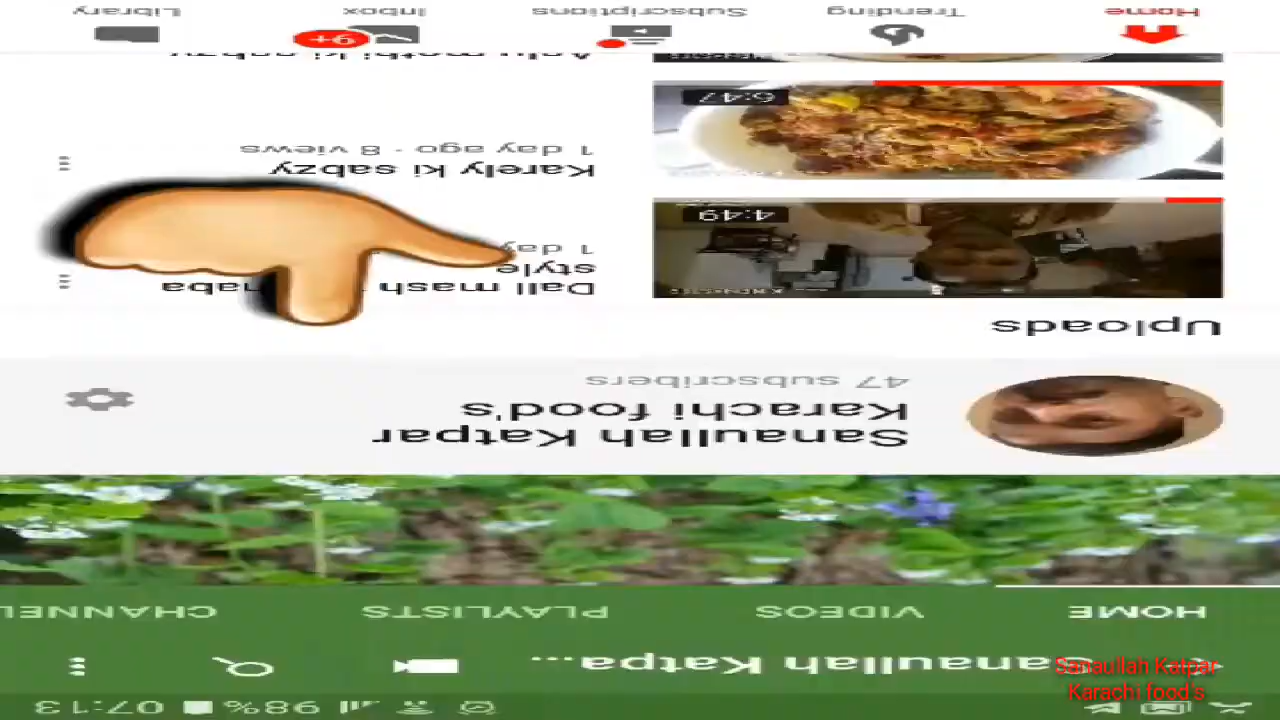 07:13 98%
Sanaullah Katpa...
HOME VIDEOS PLAYLISTS CHANNEL
Sanaullah Katpar
Karachi food's
47 subscribers
Uploads
4:49
Dall mash
style
1 day
6:47
Karely ki sabzy
1 day ago · 8 views
Home Trending Subscriptions Inbox Library
9+
Sanaullah Katpar
Karachi food's